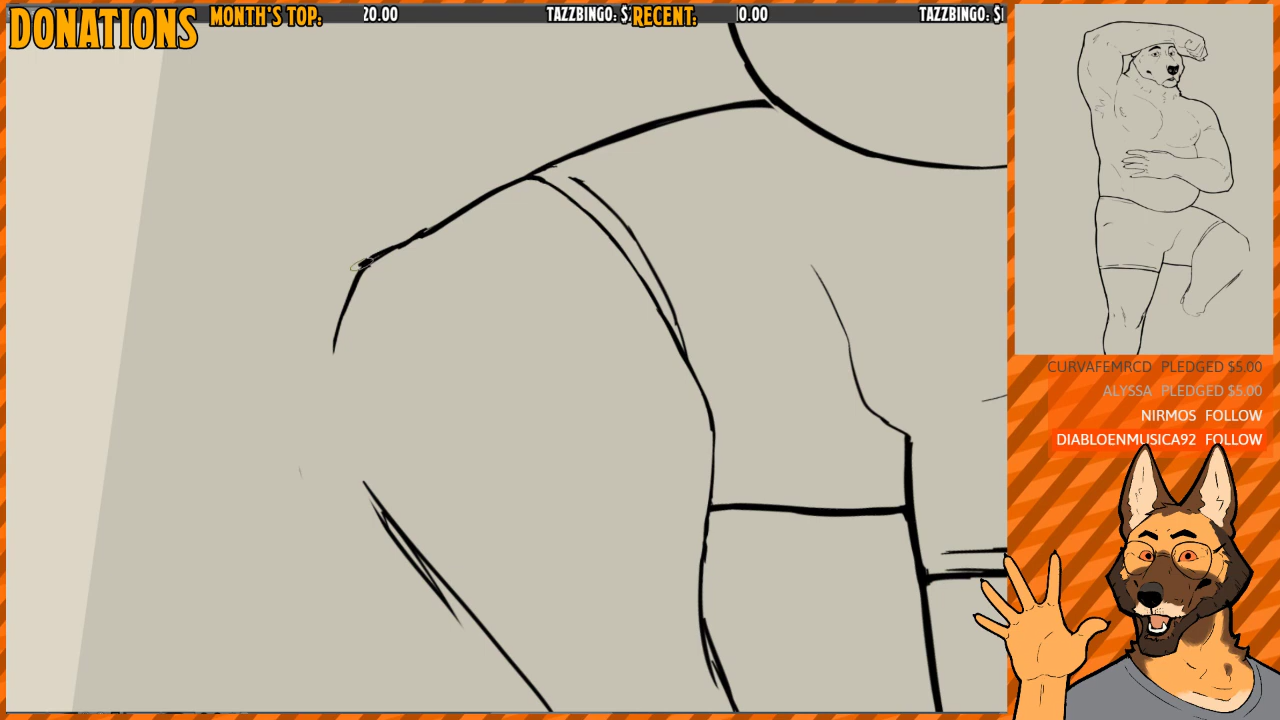 DONATIONS
MONTH'S TOP: 20.00 TAZZBINGO: $
RECENT: 0.00 TAZZBINGO: $
CURVAFEMRCD PLEDGED $5.00
ALYSSA PLEDGED $5.00
NIRMOS FOLLOW
DIABLOENMUSICA92 FOLLOW